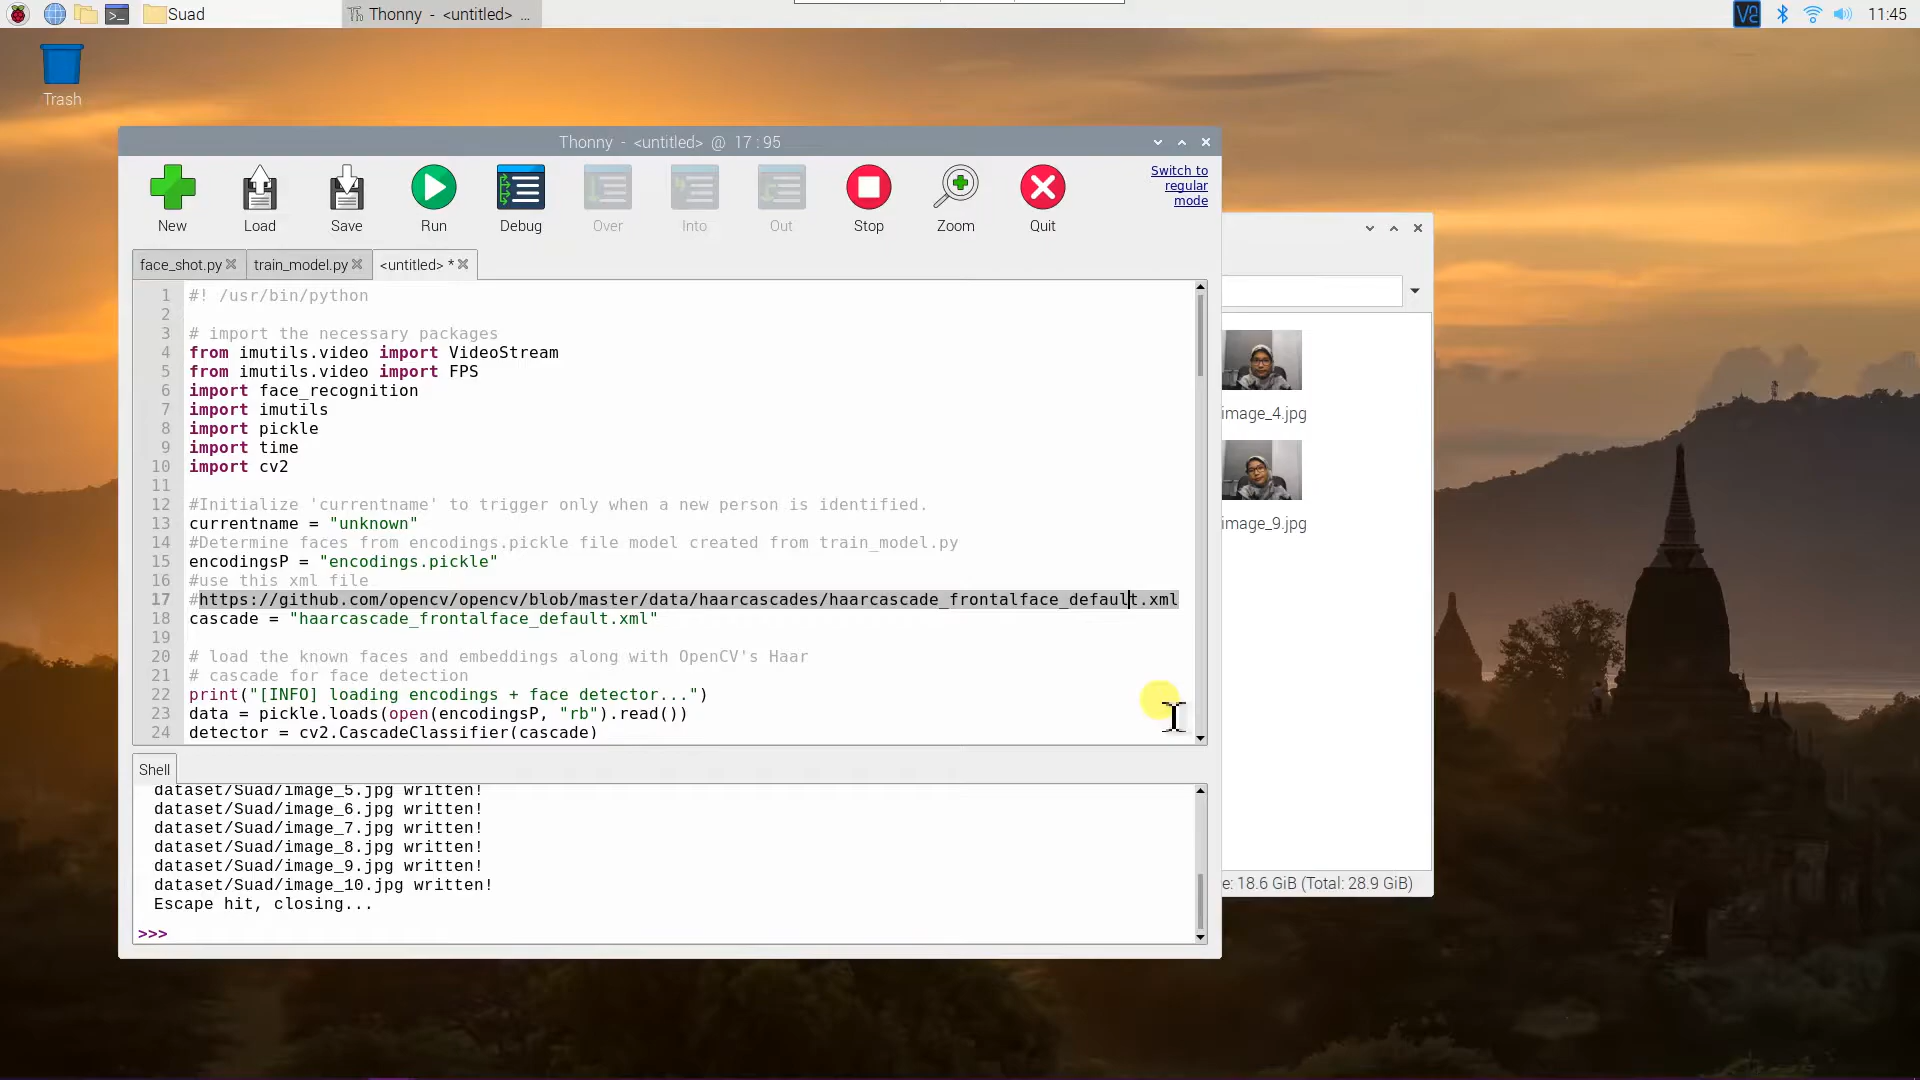 Suad
Thonny - <untitled> ...
11:45
Trash
Thonny - <untitled> @ 17 : 95
New
Load
Save
Run
Debug
Over
Into
Out
Stop
Zoom
Quit
Switch to
regular
mode
face_shot.py
train_model.py
<untitled> *
1 #! /usr/bin/python
2
3 # import the necessary packages
4 from imutils.video import VideoStream
5 from imutils.video import FPS
6 import face_recognition
7 import imutils
8 import pickle
9 import time
10 import cv2
11
12 #Initialize 'currentname' to trigger only when a new person is identified.
13 currentname = "unknown"
14 #Determine faces from encodings.pickle file model created from train_model.py
15 encodingsP = "encodings.pickle"
16 #use this xml file
17 #https://github.com/opencv/opencv/blob/master/data/haarcascades/haarcascade_frontalface_default.xml
18 cascade = "haarcascade_frontalface_default.xml"
19
20 # load the known faces and embeddings along with OpenCV's Haar
21 # cascade for face detection
22 print("[INFO] loading encodings + face detector...")
23 data = pickle.loads(open(encodingsP, "rb").read())
24 detector = cv2.CascadeClassifier(cascade)
Shell
dataset/Suad/image_5.jpg written!
dataset/Suad/image_6.jpg written!
dataset/Suad/image_7.jpg written!
dataset/Suad/image_8.jpg written!
dataset/Suad/image_9.jpg written!
dataset/Suad/image_10.jpg written!
Escape hit, closing...
>>>
image_4.jpg
image_9.jpg
e: 18.6 GiB (Total: 28.9 GiB)